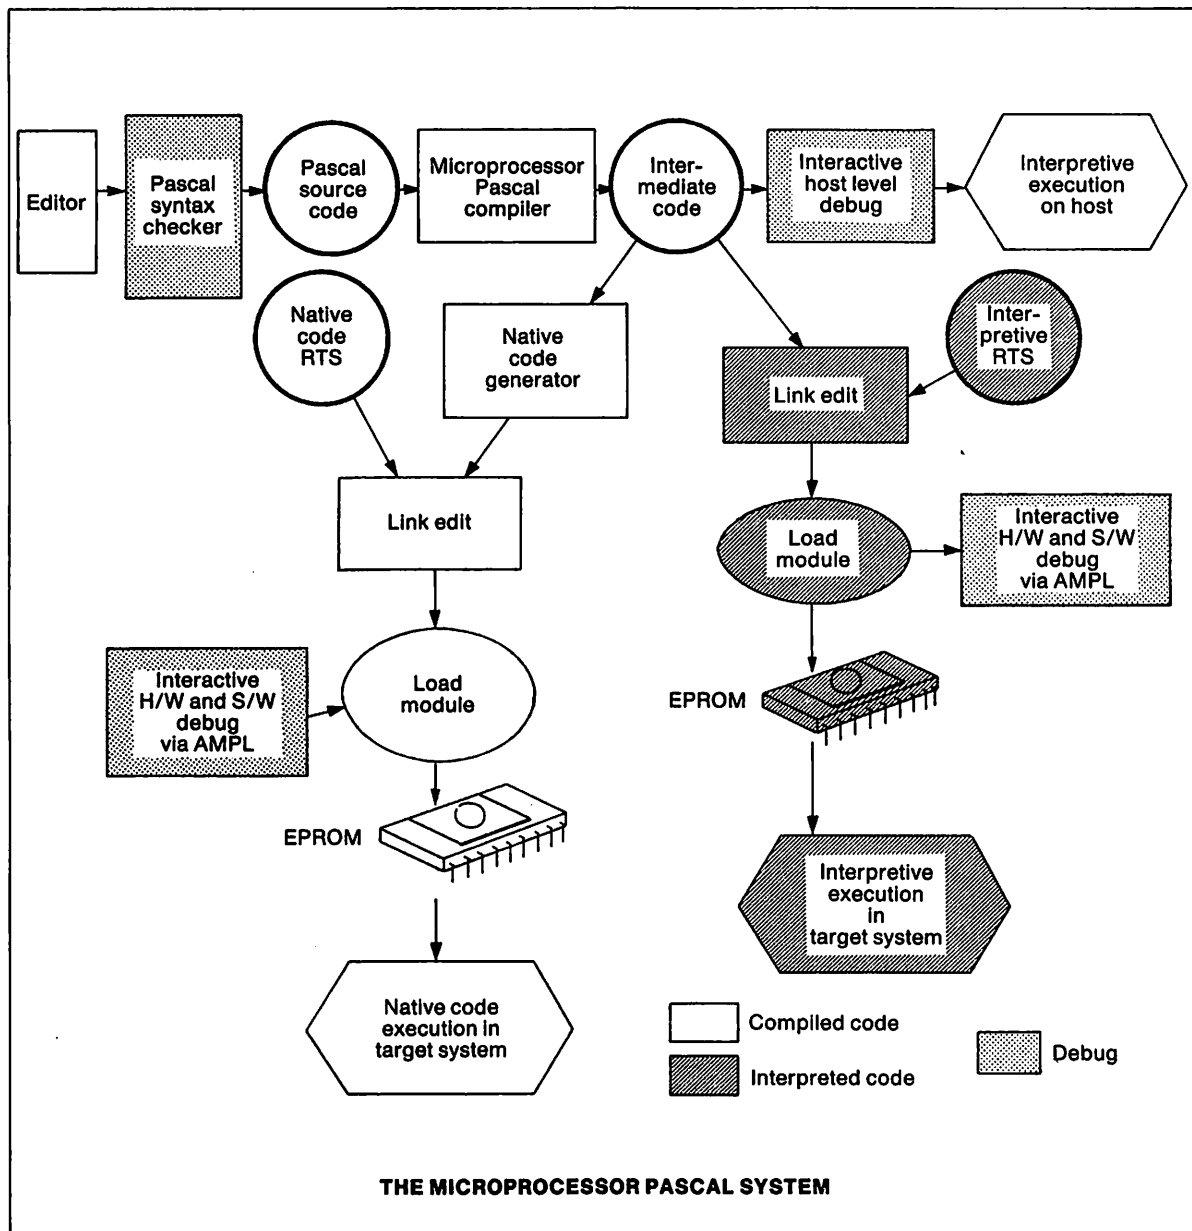 Editor
Pascal
syntax
checker
Pascal
source
code
Microprocessor
Pascal
compiler
Inter-
mediate
code
Interactive
host level
debug
Interpretive
execution
on host
Native
code
RTS
Native
code
generator
Inter-
pretive
RTS
Link edit
Link edit
Load
module
Interactive
H/W and S/W
debug
via AMPL
Interactive
H/W and S/W
debug
via AMPL
Load
module
EPROM
EPROM
Interpretive
execution
in
target system
Native code
execution in
target system
Compiled code
Interpreted code
Debug
THE MICROPROCESSOR PASCAL SYSTEM